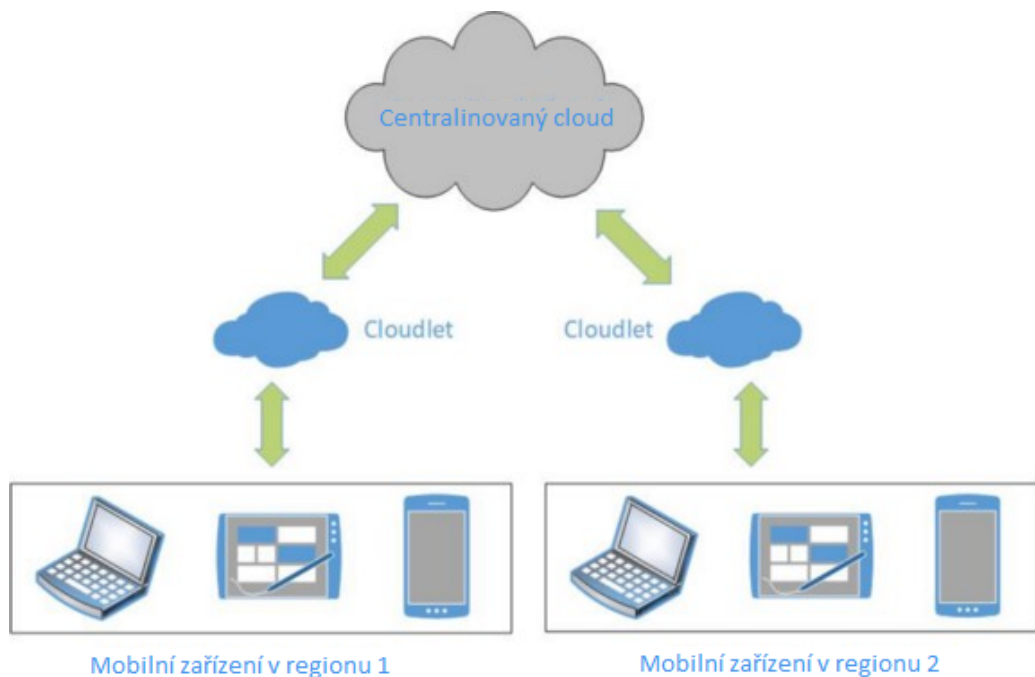 Centralinovaný cloud
Cloudlet
Cloudlet
Mobilní zařízení v regionu 1
Mobilní zařízení v regionu 2